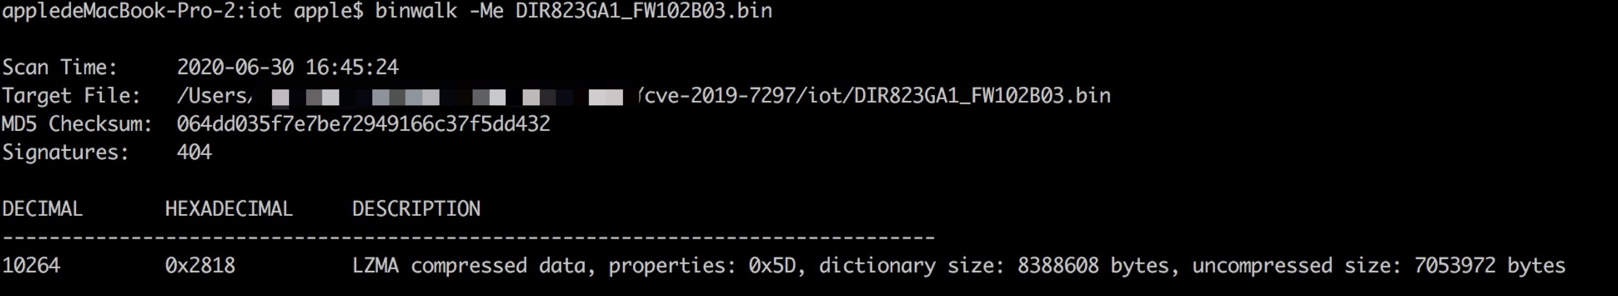 appledeMacBook-Pro-2:iot apple$ binwalk -Me DIR823GA1_FW102B03.bin
Scan Time:     2020-06-30 16:45:24
Target File:   /Users/ /cve-2019-7297/iot/DIR823GA1_FW102B03.bin
MD5 Checksum:  064dd035f7e7be72949166c37f5dd432
Signatures:    404
DECIMAL       HEXADECIMAL     DESCRIPTION
--------------------------------------------------------------------------------
10264         0x2818          LZMA compressed data, properties: 0x5D, dictionary size: 8388608 bytes, uncompressed size: 7053972 bytes